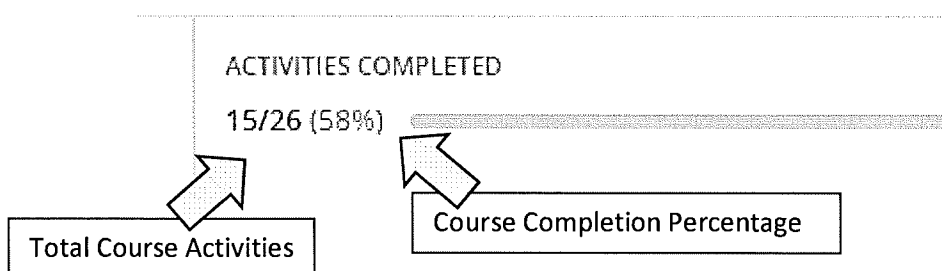 ACTIVITIES COMPLETED
15/26 (58%)
Course Completion Percentage
Total Course Activities